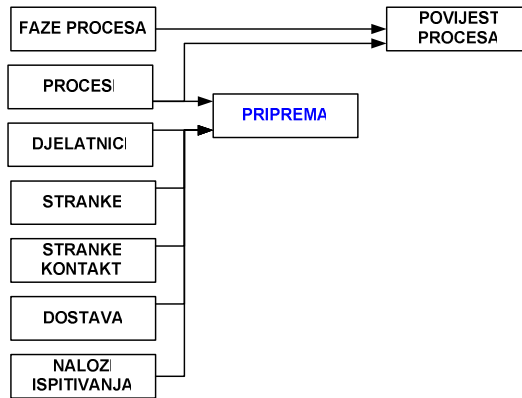 FAZE PROCESA
POVIJEST
PROCESA
PROCESI
PRIPREMA
DJELATNICI
STRANKE
STRANKE
KONTAKT
DOSTAVA
NALOZI
ISPITIVANJA